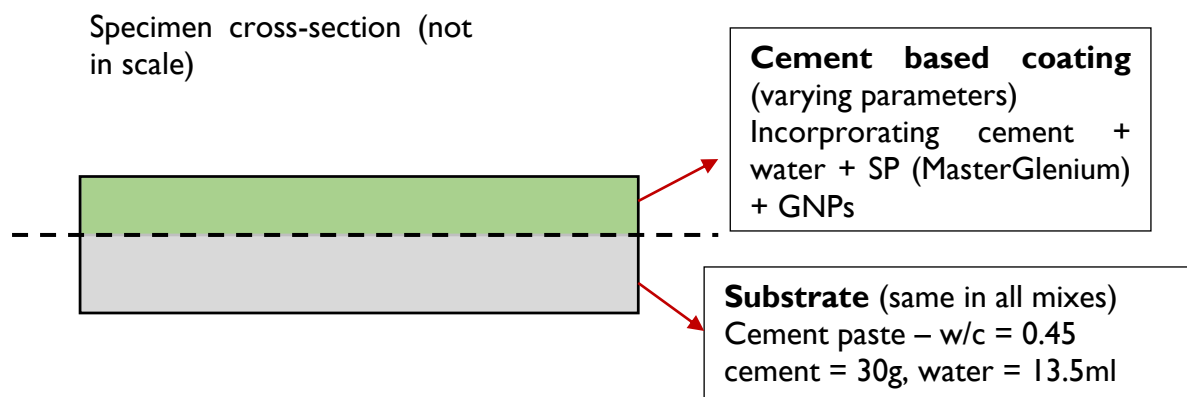 Specimen cross-section (not
in scale)
Cement based coating
(varying parameters)
Incorprorating cement +
water + SP (MasterGlenium)
+ GNPs
Substrate (same in all mixes)
Cement paste – w/c = 0.45
cement = 30g, water = 13.5ml